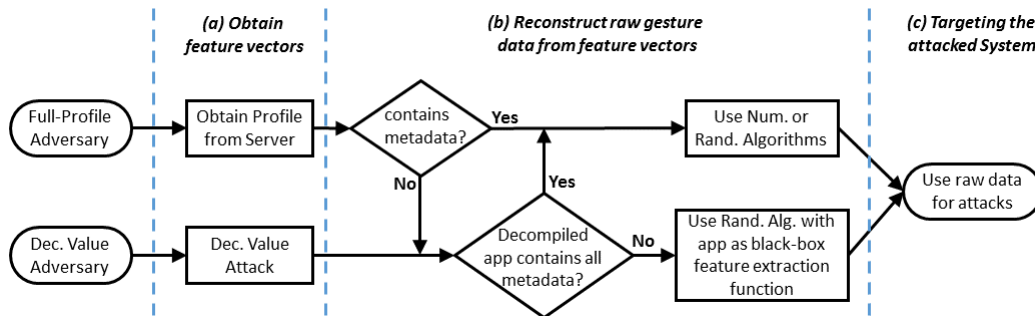 (a) Obtain
feature vectors
(b) Reconstruct raw gesture
data from feature vectors
(c) Targeting the
attacked System
Full-Profile
Adversary
Obtain Profile
from Server
contains
metadata?
Yes
Use Num. or
Rand. Algorithms
No
Yes
Use raw data
for attacks
Dec. Value
Adversary
Dec. Value
Attack
Decompiled
app contains all
metadata?
No
Use Rand. Alg. with
app as black-box
feature extraction
function